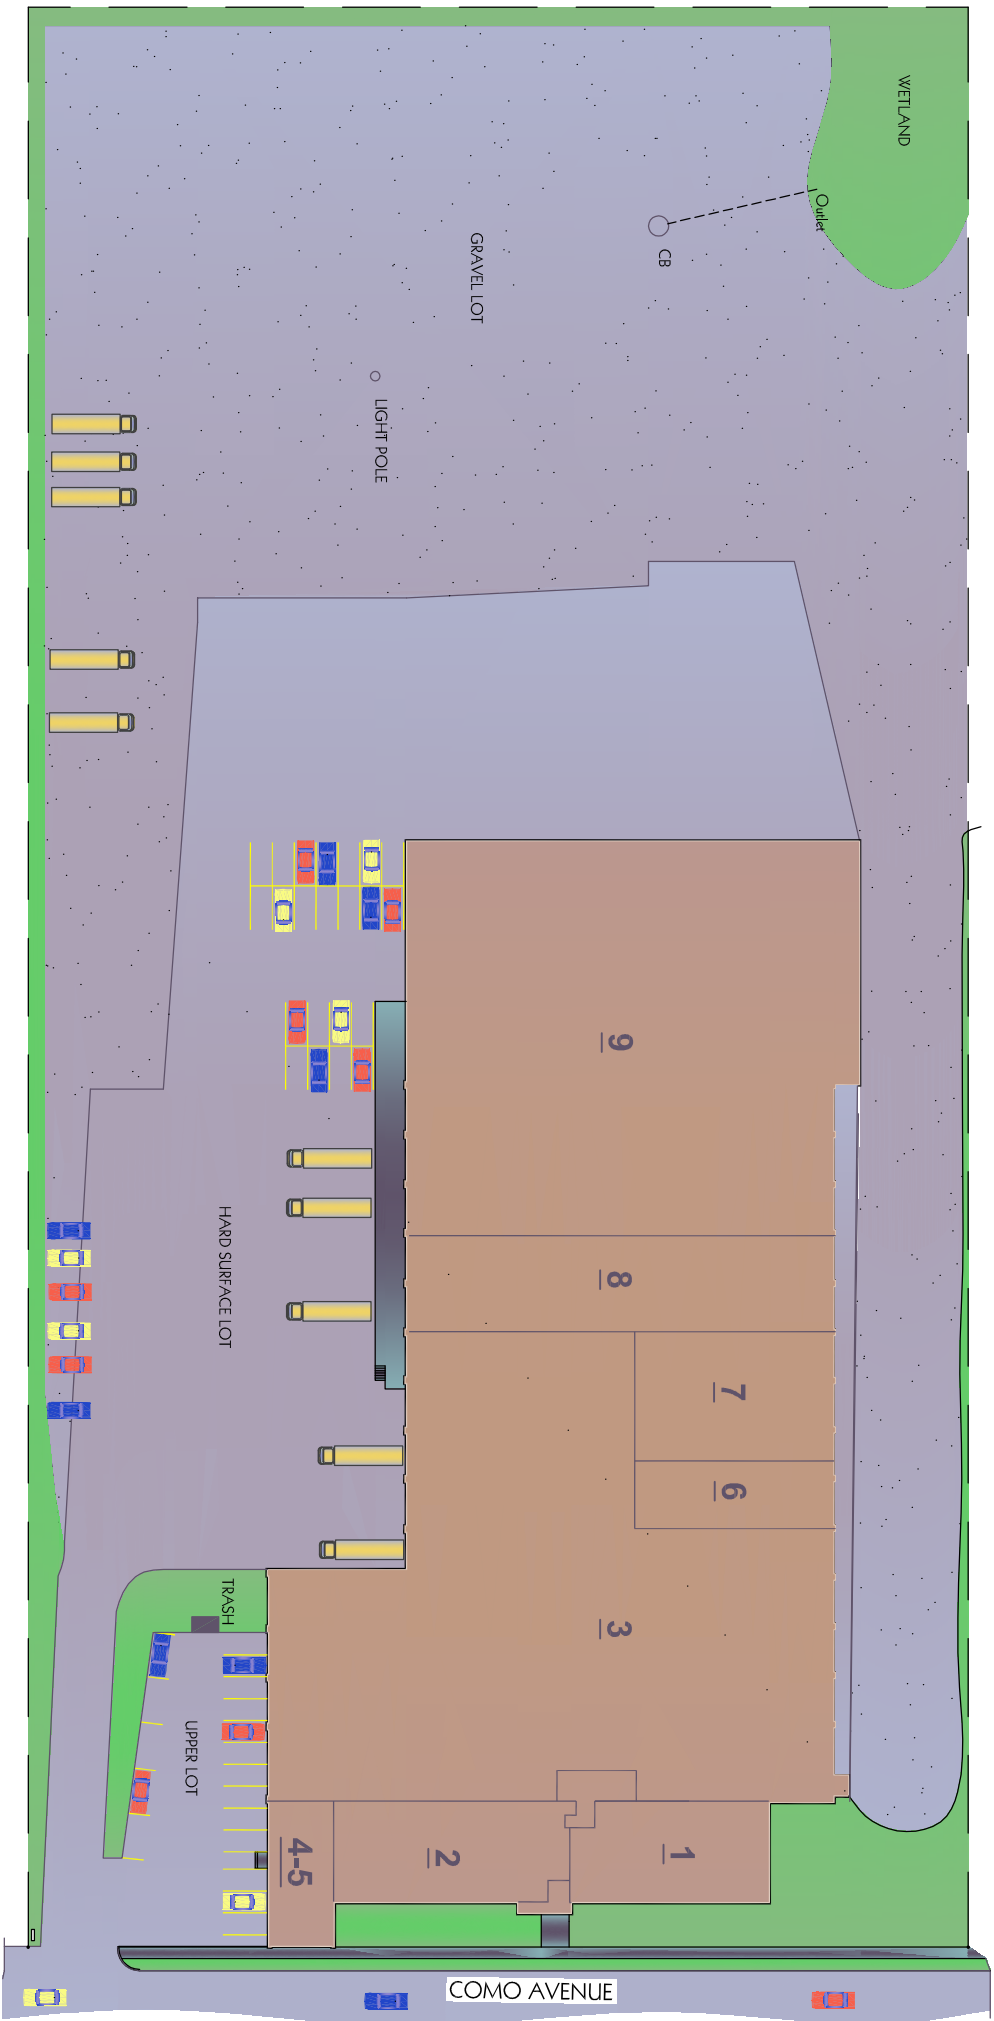 WETLAND
Outlet
CB
GRAVEL LOT
LIGHT POLE
9
8
HARD SURFACE LOT
7
6
TRASH
3
UPPER LOT
4-5
2
1
COMO AVENUE